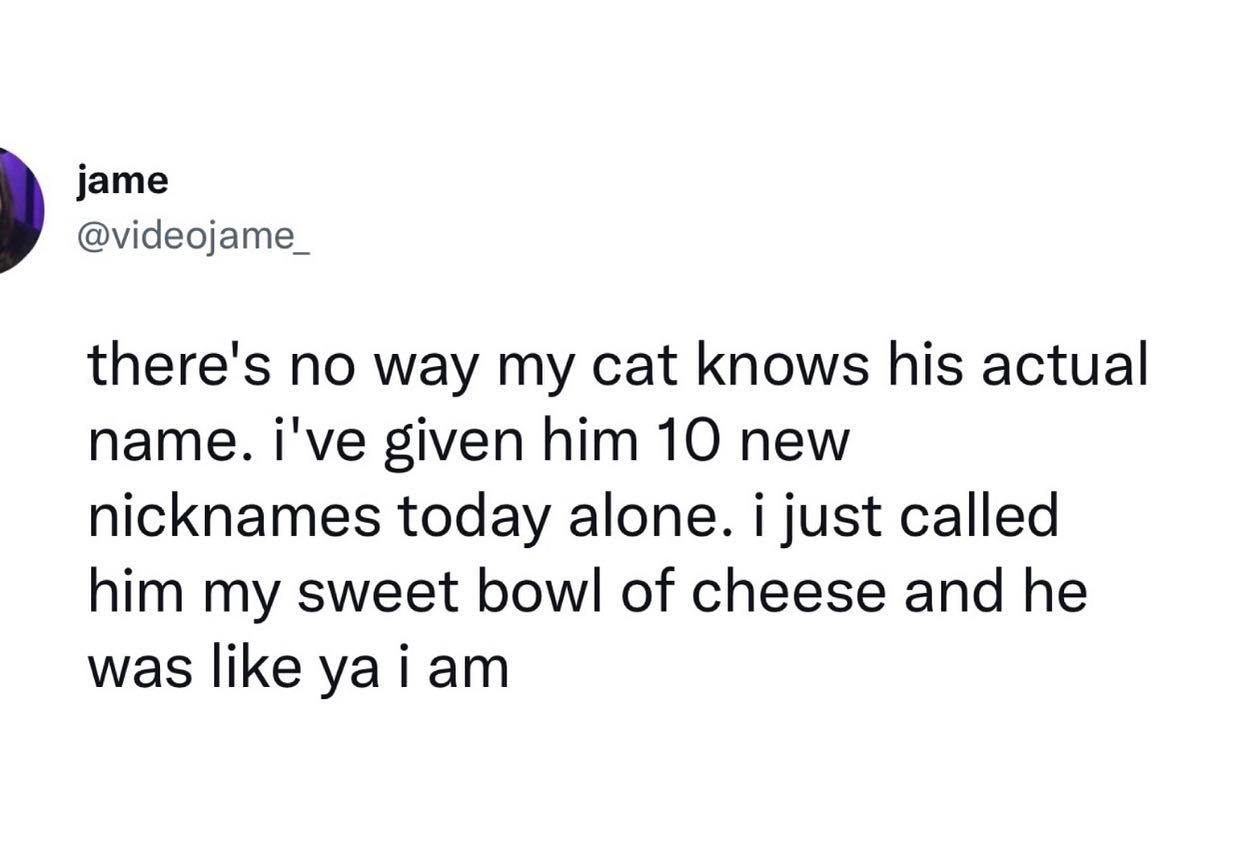 jame
@videojame_
there's no way my cat knows his actual
name. i've given him 10 new
nicknames today alone. i just called
him my sweet bowl of cheese and he
was like ya i am